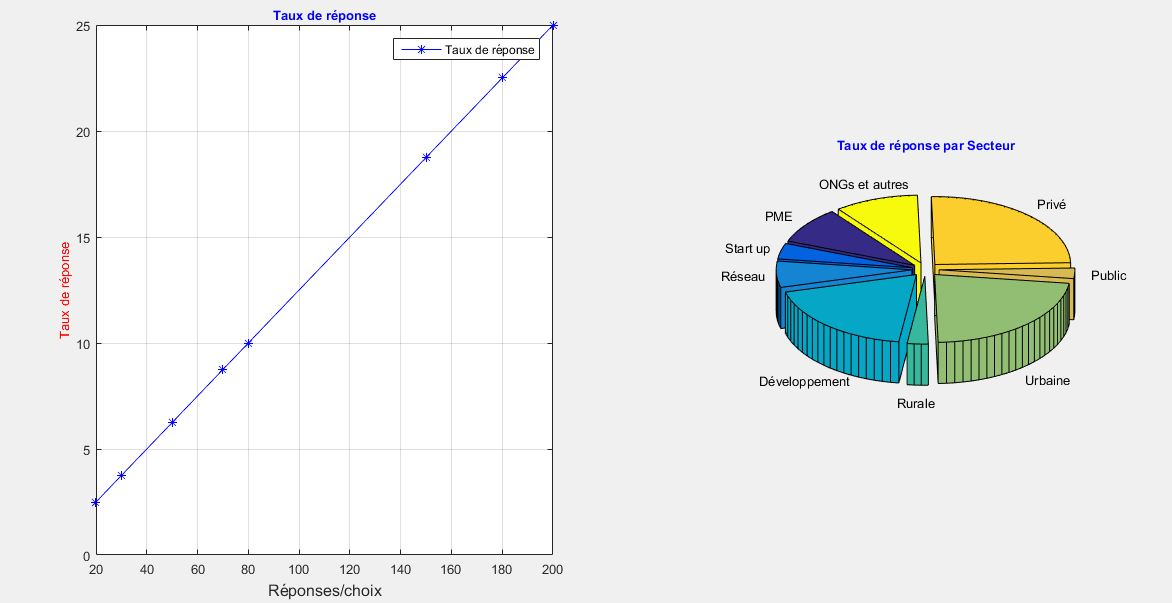 Taux de réponse
25
20
15
10
5
0
Taux de réponse
Taux de réponse
20 40 60 80 100 120 140 160 180 200
Réponses/choix
Taux de réponse par Secteur
ONGs et autres
Privé
PME
Start up
Réseau
Public
Développement
Urbaine
Rurale